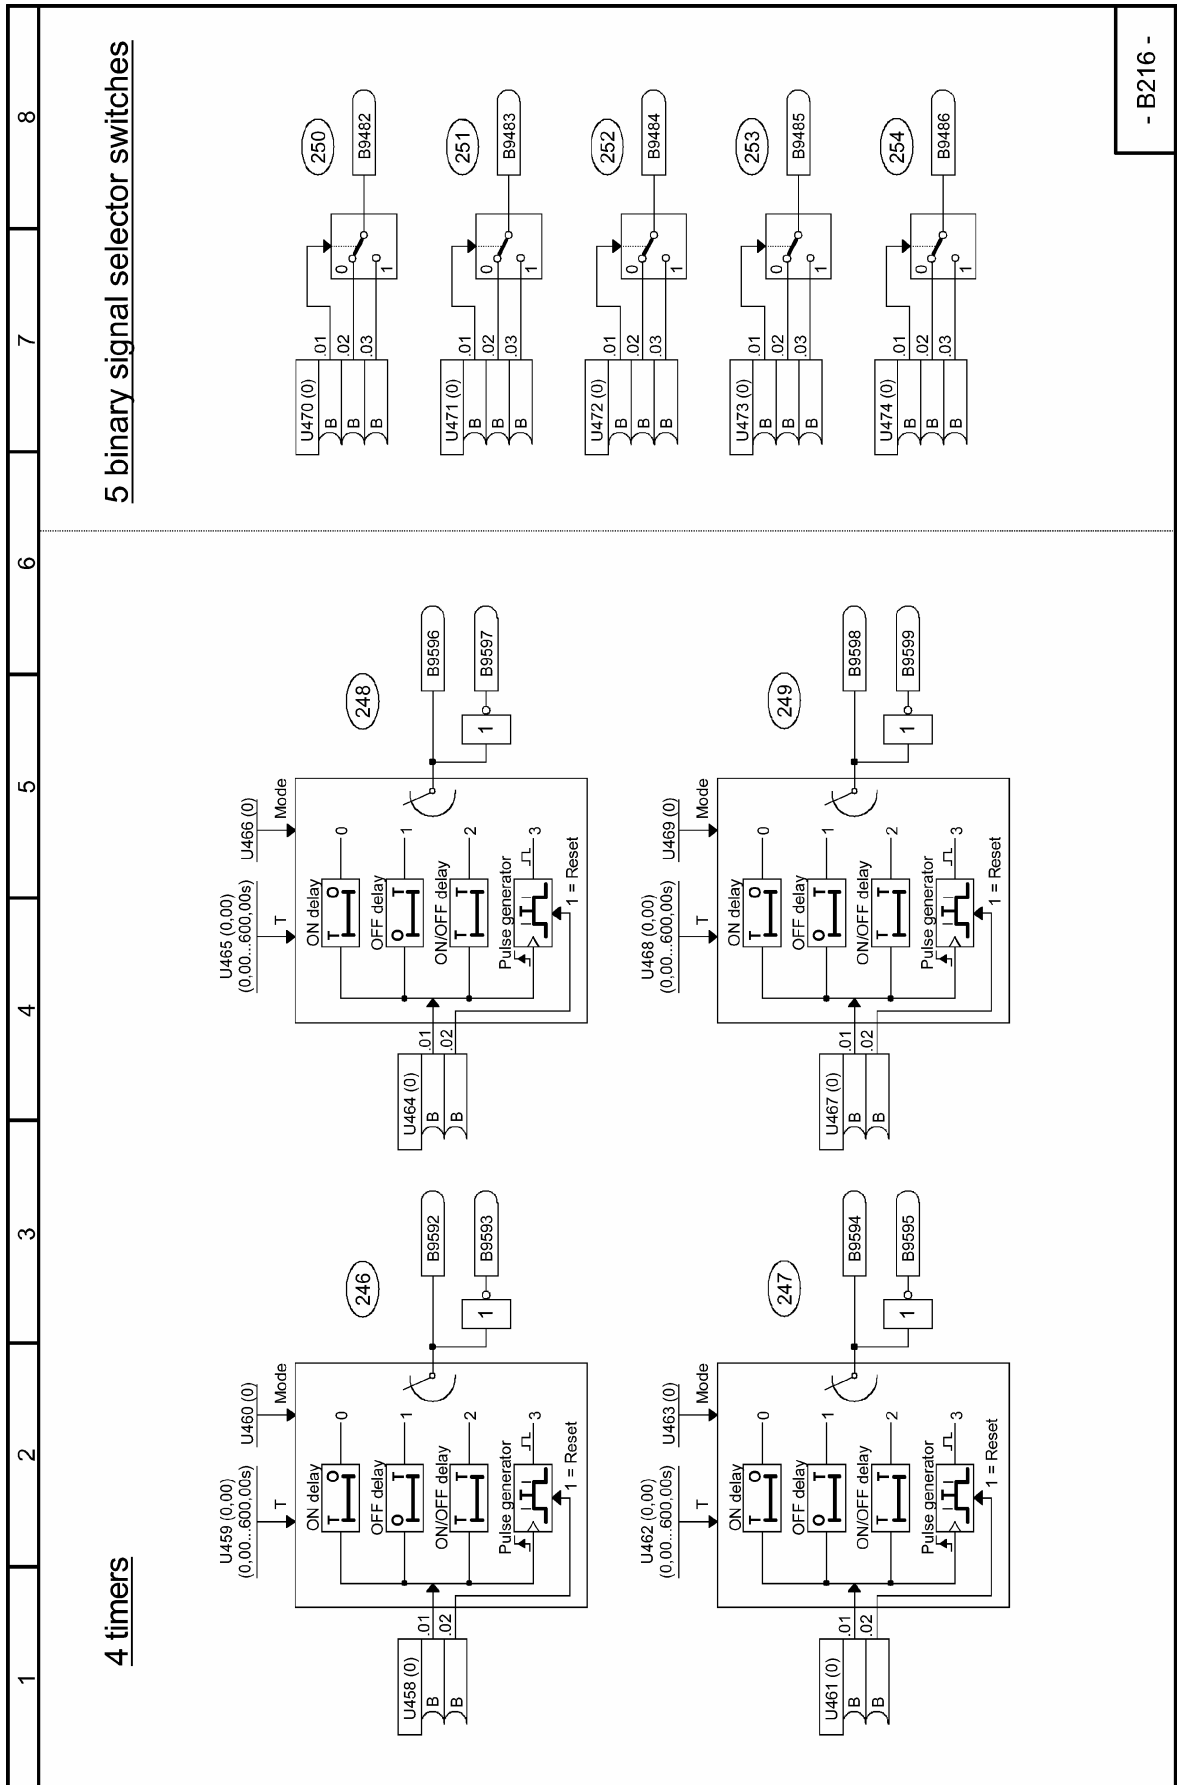 1 2 3 4 5 6 7 8
4 timers
U459 (0,00)
(0,00...600,00s)
T
U460 (0)
Mode
246
ON delay
T O
0
OFF delay
O T
1
ON/OFF delay
T T
2
Pulse generator
T
3
1 = Reset
U458 (0)
B .01
B .02
B9592
1
B9593
U465 (0,00)
(0,00...600,00s)
T
U466 (0)
Mode
248
ON delay
T O
0
OFF delay
O T
1
ON/OFF delay
T T
2
Pulse generator
T
3
1 = Reset
U464 (0)
B .01
B .02
B9596
1
B9597
U462 (0,00)
(0,00...600,00s)
T
U463 (0)
Mode
247
ON delay
T O
0
OFF delay
O T
1
ON/OFF delay
T T
2
Pulse generator
T
3
1 = Reset
U461 (0)
B .01
B .02
B9594
1
B9595
U468 (0,00)
(0,00...600,00s)
T
U469 (0)
Mode
249
ON delay
T O
0
OFF delay
O T
1
ON/OFF delay
T T
2
Pulse generator
T
3
1 = Reset
U467 (0)
B .01
B .02
B9598
1
B9599
5 binary signal selector switches
250
U470 (0)
B .01
B .02
B .03
0
1
B9482
251
U471 (0)
B .01
B .02
B .03
0
1
B9483
252
U472 (0)
B .01
B .02
B .03
0
1
B9484
253
U473 (0)
B .01
B .02
B .03
0
1
B9485
254
U474 (0)
B .01
B .02
B .03
0
1
B9486
- B216 -